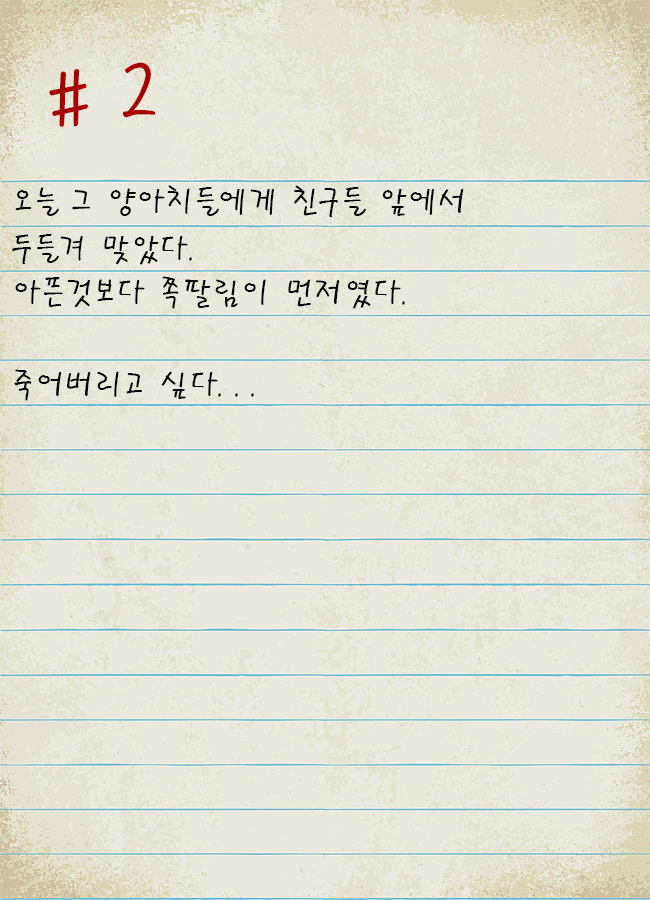 # 2
오늘 그 양아치들에게 친구들 앞에서
두들겨 맞았다.
아픈것보다 쪽팔림이 먼저였다.
죽어버리고 싶다...